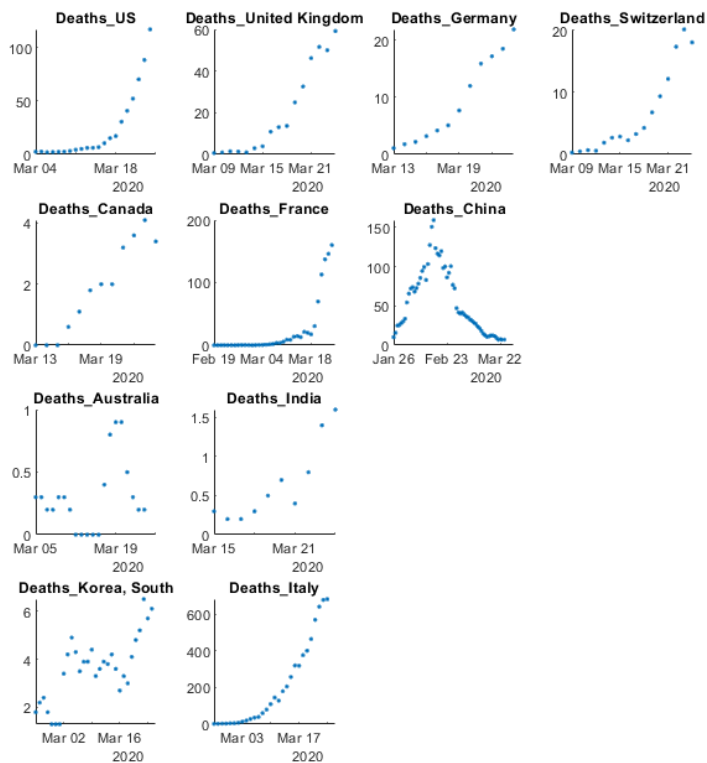 Deaths_US
100
50
0
Mar 04
Mar 18
2020
Deaths_United Kingdom
60
40
20
0
Mar 09
Mar 15
Mar 21
2020
Deaths_Germany
20
10
0
Mar 13
Mar 19
2020
Deaths_Switzerland
20
10
0
Mar 09
Mar 15
Mar 21
2020
Deaths_Canada
4
2
0
Mar 13
Mar 19
2020
Deaths_France
200
100
0
Feb 19
Mar 04
Mar 18
2020
Deaths_China
150
100
50
0
Jan 26
Feb 23
Mar 22
2020
Deaths_Australia
1
0.5
0
Mar 05
Mar 19
2020
Deaths_India
1.5
1
0.5
0
Mar 15
Mar 21
2020
Deaths_Korea, South
6
4
2
Mar 02
Mar 16
2020
Deaths_Italy
600
400
200
0
Mar 03
Mar 17
2020